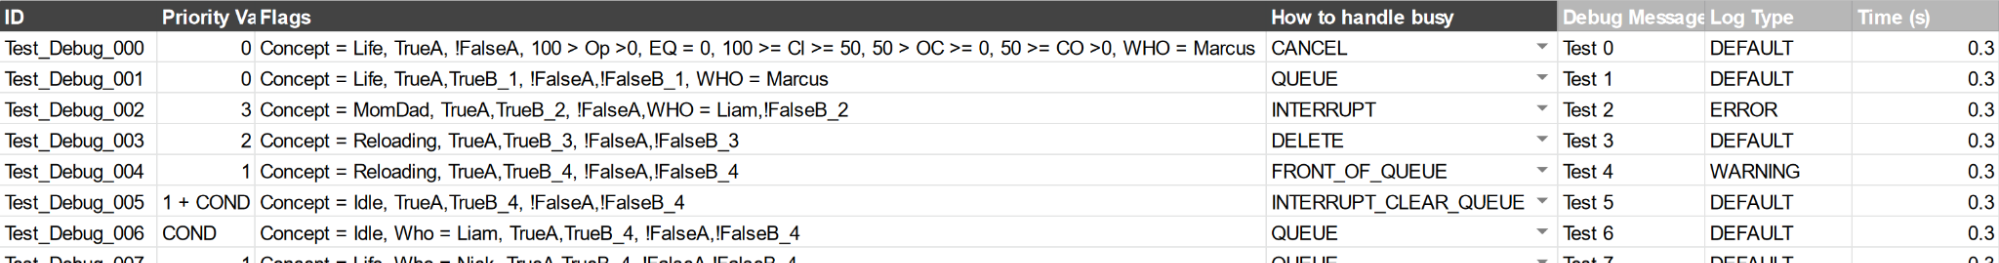 ID Priority Va Flags How to handle busy Debug Message Log Type Time (s)
Test_Debug_000 0 Concept = Life, TrueA, !FalseA, 100 > Op >0, EQ = 0, 100 >= CI >= 50, 50 > OC >= 0, 50 >= CO >0, WHO = Marcus CANCEL Test 0 DEFAULT 0.3
Test_Debug_001 0 Concept = Life, TrueA,TrueB_1, !FalseA,!FalseB_1, WHO = Marcus QUEUE Test 1 DEFAULT 0.3
Test_Debug_002 3 Concept = MomDad, TrueA,TrueB_2, !FalseA,WHO = Liam,!FalseB_2 INTERRUPT Test 2 ERROR 0.3
Test_Debug_003 2 Concept = Reloading, TrueA,TrueB_3, !FalseA,!FalseB_3 DELETE Test 3 DEFAULT 0.3
Test_Debug_004 1 Concept = Reloading, TrueA,TrueB_4, !FalseA,!FalseB_4 FRONT_OF_QUEUE Test 4 WARNING 0.3
Test_Debug_005 1 + COND Concept = Idle, TrueA,TrueB_4, !FalseA,!FalseB_4 INTERRUPT_CLEAR_QUEUE Test 5 DEFAULT 0.3
Test_Debug_006 COND Concept = Idle, Who = Liam, TrueA,TrueB_4, !FalseA,!FalseB_4 QUEUE Test 6 DEFAULT 0.3
Test_Debug_007 1 Concept = Life, Who = Nick, TrueA,TrueB_4, !FalseA,!FalseB_4 QUEUE Test 7 DEFAULT 0.3